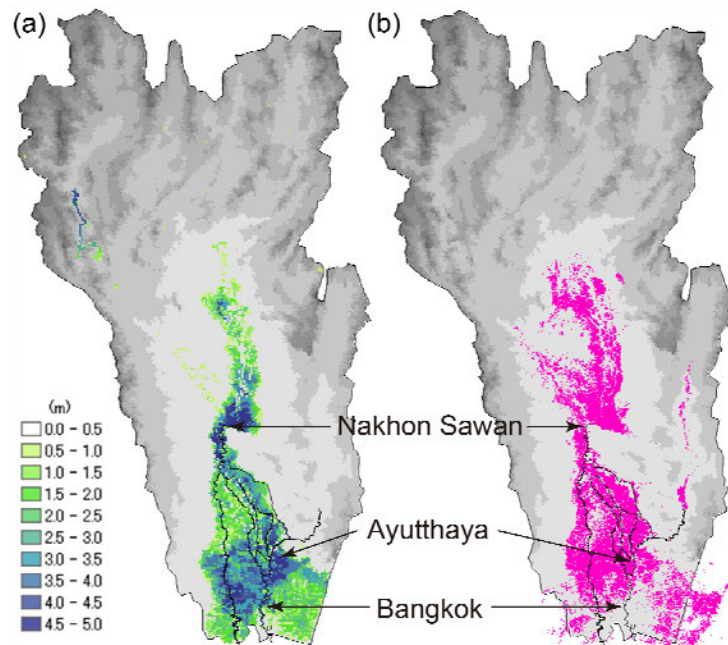 (a)
(b)
Nakhon Sawan
Ayutthaya
Bangkok
(m)
0.0 – 0.5
0.5 – 1.0
1.0 – 1.5
1.5 – 2.0
2.0 – 2.5
2.5 – 3.0
3.0 – 3.5
3.5 – 4.0
4.0 – 4.5
4.5 – 5.0